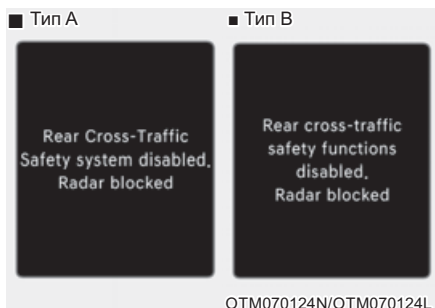 ■ Тип A
■ Тип B
Rear Cross-Traffic
Safety system disabled.
Radar blocked
Rear cross-traffic
safety functions
disabled.
Radar blocked
OTM070124N/OTM070124L